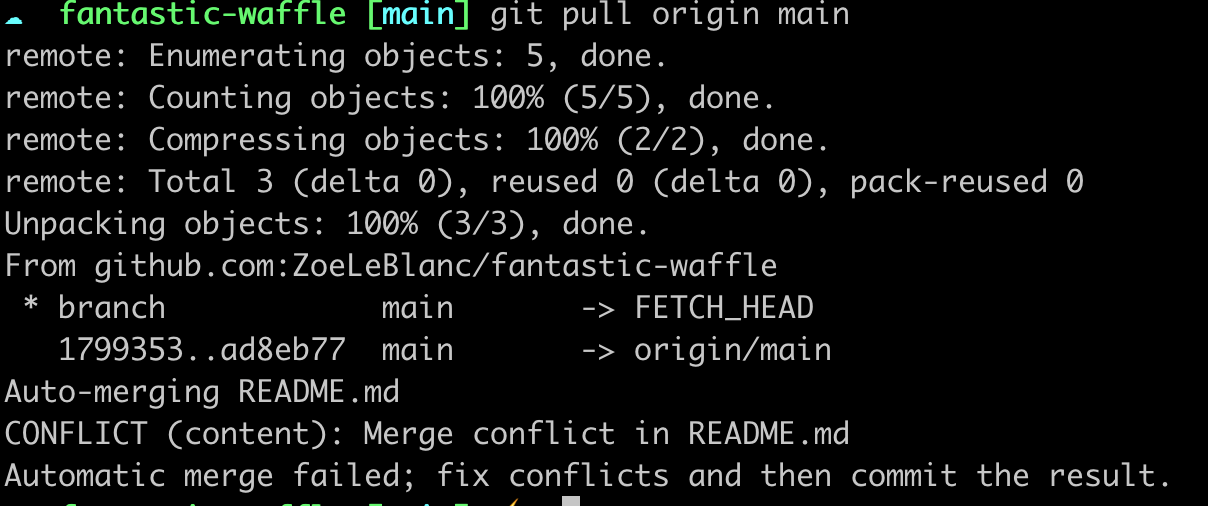 fantastic-waffle [main] git pull origin main
remote: Enumerating objects: 5, done.
remote: Counting objects: 100% (5/5), done.
remote: Compressing objects: 100% (2/2), done.
remote: Total 3 (delta 0), reused 0 (delta 0), pack-reused 0
Unpacking objects: 100% (3/3), done.
From github.com:ZoeLeBlanc/fantastic-waffle
 * branch            main       -> FETCH_HEAD
   1799353..ad8eb77  main       -> origin/main
Auto-merging README.md
CONFLICT (content): Merge conflict in README.md
Automatic merge failed; fix conflicts and then commit the result.